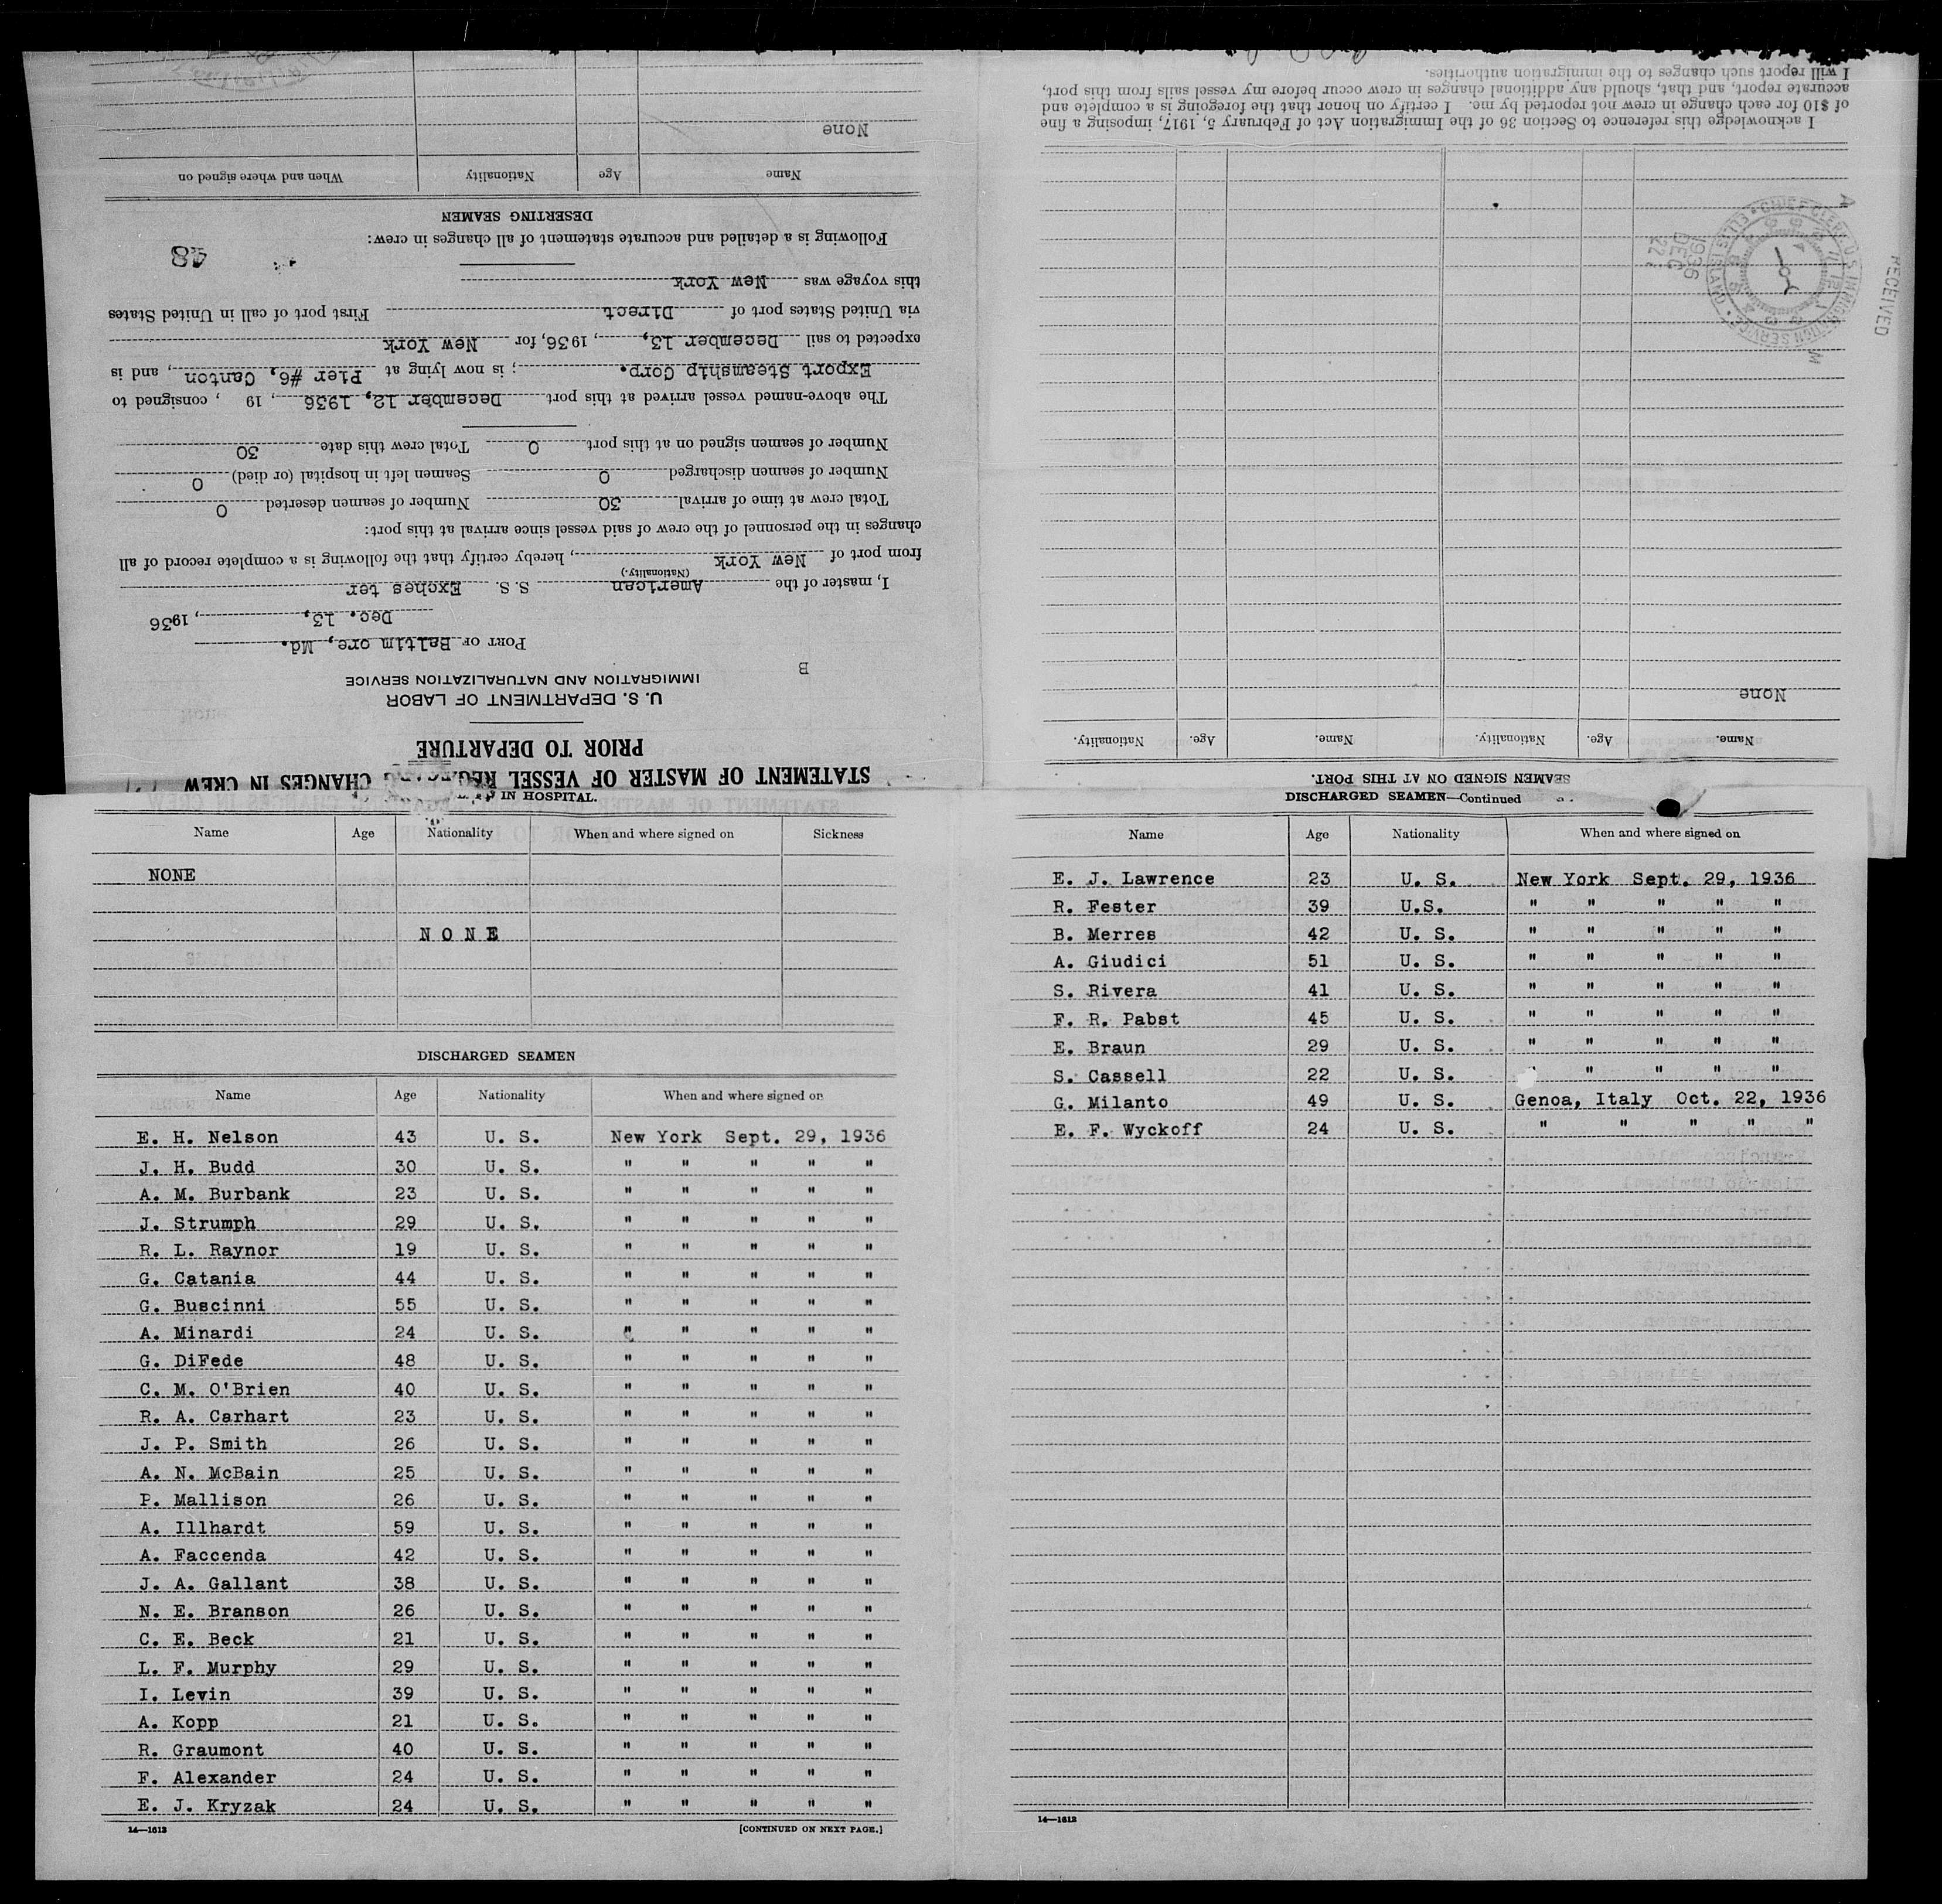 STATEMENT OF MASTER OF VESSEL REGARDING CHANGES IN CREW
PRIOR TO DEPARTURE
U. S. DEPARTMENT OF LABOR
IMMIGRATION AND NATURALIZATION SERVICE
B
PORT OF Baltim ore, Md.
Dec. 13, , 1936
I, master of the American S. S. Exches ter
(Nationality.)
from port of New York , hereby certify that the following is a complete record of all
changes in the personnel of the crew of said vessel since arrival at this port:
Total crew at time of arrival 30 Number of seamen deserted 0
Number of seamen discharged 0 Seamen left in hospital (or died) 0
Number of seamen signed on at this port 0 Total crew this date 30
The above-named vessel arrived at this port December 12, 1936 , 19 , consigned to
Export Steamship Corp. ; is now lying at Pier #6, Canton , and is
expected to sail December 13, , 1936, for New York
via United States port of Direct First port of call in United States
this voyage was New York
48
Following is a detailed and accurate statement of all changes in crew:
DESERTING SEAMEN
Name Age Nationality When and where signed on
None
SEAMEN SIGNED ON AT THIS PORT.
Name. Age. Nationality. Name. Age. Nationality.
None
RECEIVED
1936
DEC
22
CHIEF CLERK U.S. IMMIGRATION SERVICE ELLIS ISLAND
A
M
I acknowledge this reference to Section 36 of the Immigration Act of February 5, 1917, imposing a fine
of $10 for each change in crew not reported by me. I certify on honor that the foregoing is a complete and
accurate report, and that, should any additional changes in crew occur before my vessel sails from this port,
I will report such changes to the immigration authorities.
IN HOSPITAL.
Name Age Nationality When and where signed on Sickness
NONE
N O N E
DISCHARGED SEAMEN
Name Age Nationality When and where signed on
E. H. Nelson 43 U. S. New York Sept. 29, 1936
J. H. Budd 30 U. S. " " " " "
A. M. Burbank 23 U. S. " " " " "
J. Strumph 29 U. S. " " " " "
R. L. Raynor 19 U. S. " " " " "
G. Catania 44 U. S. " " " " "
G. Buscinni 55 U. S. " " " " "
A. Minardi 24 U. S. " " " " "
G. DiFede 48 U. S. " " " " "
C. M. O'Brien 40 U. S. " " " " "
R. A. Carhart 23 U. S. " " " " "
J. P. Smith 26 U. S. " " " " "
A. N. McBain 25 U. S. " " " " "
P. Mallison 26 U. S. " " " " "
A. Illhardt 59 U. S. " " " " "
A. Faccenda 42 U. S. " " " " "
J. A. Gallant 38 U. S. " " " " "
N. E. Branson 26 U. S. " " " " "
C. E. Beck 21 U. S. " " " " "
L. F. Murphy 29 U. S. " " " " "
I. Levin 39 U. S. " " " " "
A. Kopp 21 U. S. " " " " "
R. Graumont 40 U. S. " " " " "
F. Alexander 24 U. S. " " " " "
E. J. Kryzak 24 U. S. " " " " "
14—1613 [CONTINUED ON NEXT PAGE.]
DISCHARGED SEAMEN—Continued
Name Age Nationality When and where signed on
E. J. Lawrence 23 U. S. New York Sept. 29, 1936
R. Fester 39 U.S. " " " " "
B. Merres 42 U. S. " " " " "
A. Giudici 51 U. S. " " " " "
S. Rivera 41 U. S. " " " " "
F. R. Pabst 45 U. S. " " " " "
E. Braun 29 U. S. " " " " "
S. Cassell 22 U. S. " " " " "
G. Milanto 49 U. S. Genoa, Italy Oct. 22, 1936
E. F. Wyckoff 24 U. S. " " " " "
14—1613